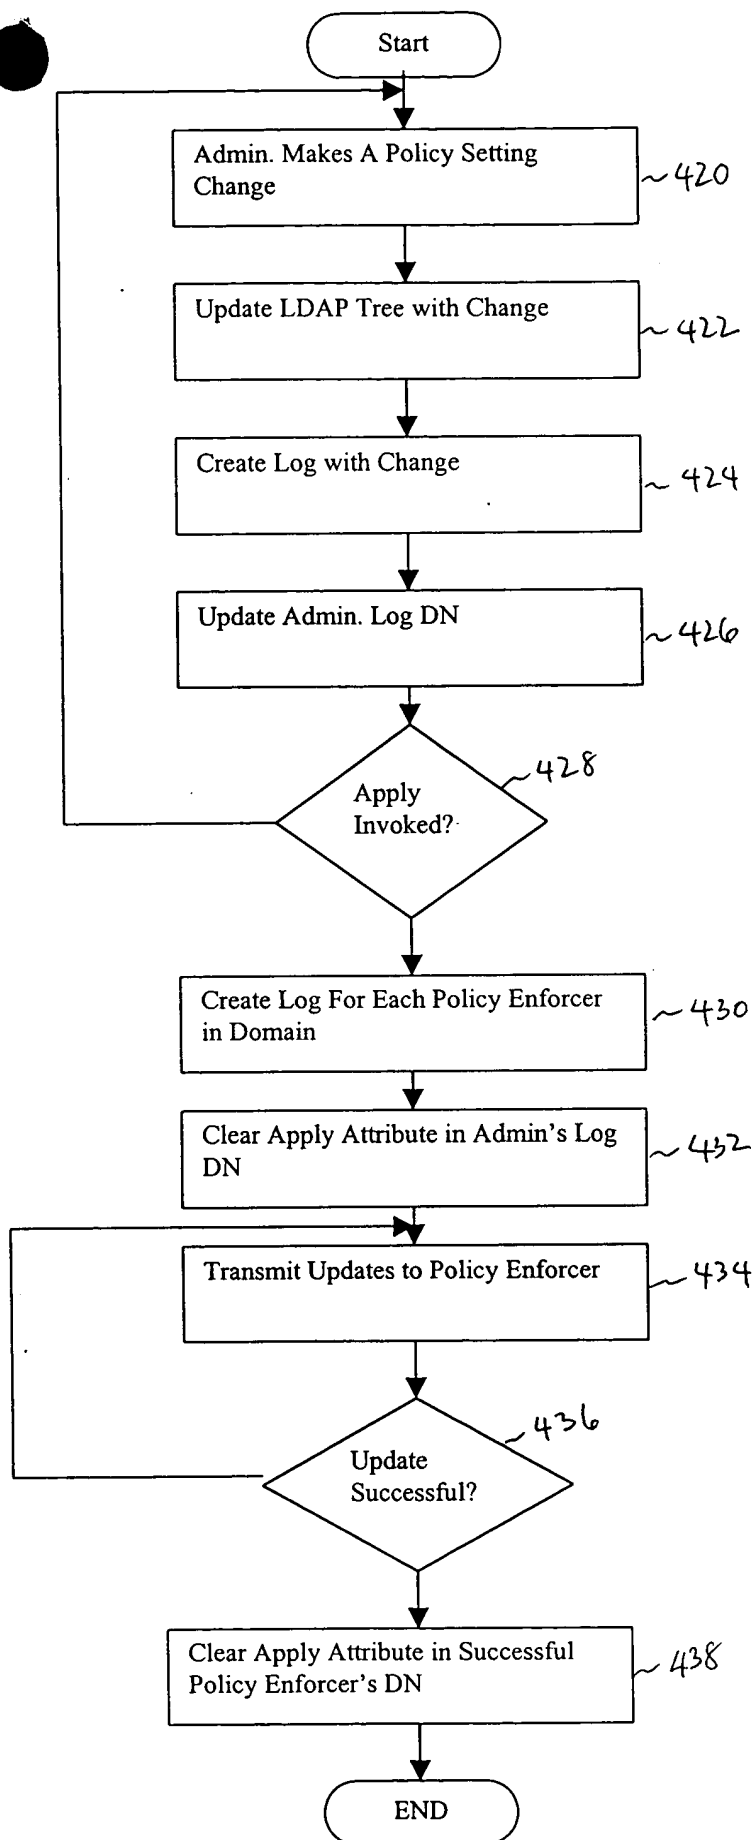 Start
Admin. Makes A Policy Setting
Change
~420
Update LDAP Tree with Change
~422
Create Log with Change
~424
Update Admin. Log DN
~426
~428
Apply
Invoked?
Create Log For Each Policy Enforcer
in Domain
~430
Clear Apply Attribute in Admin's Log
DN
~432
Transmit Updates to Policy Enforcer
~434
~436
Update
Successful?
Clear Apply Attribute in Successful
Policy Enforcer's DN
~438
END